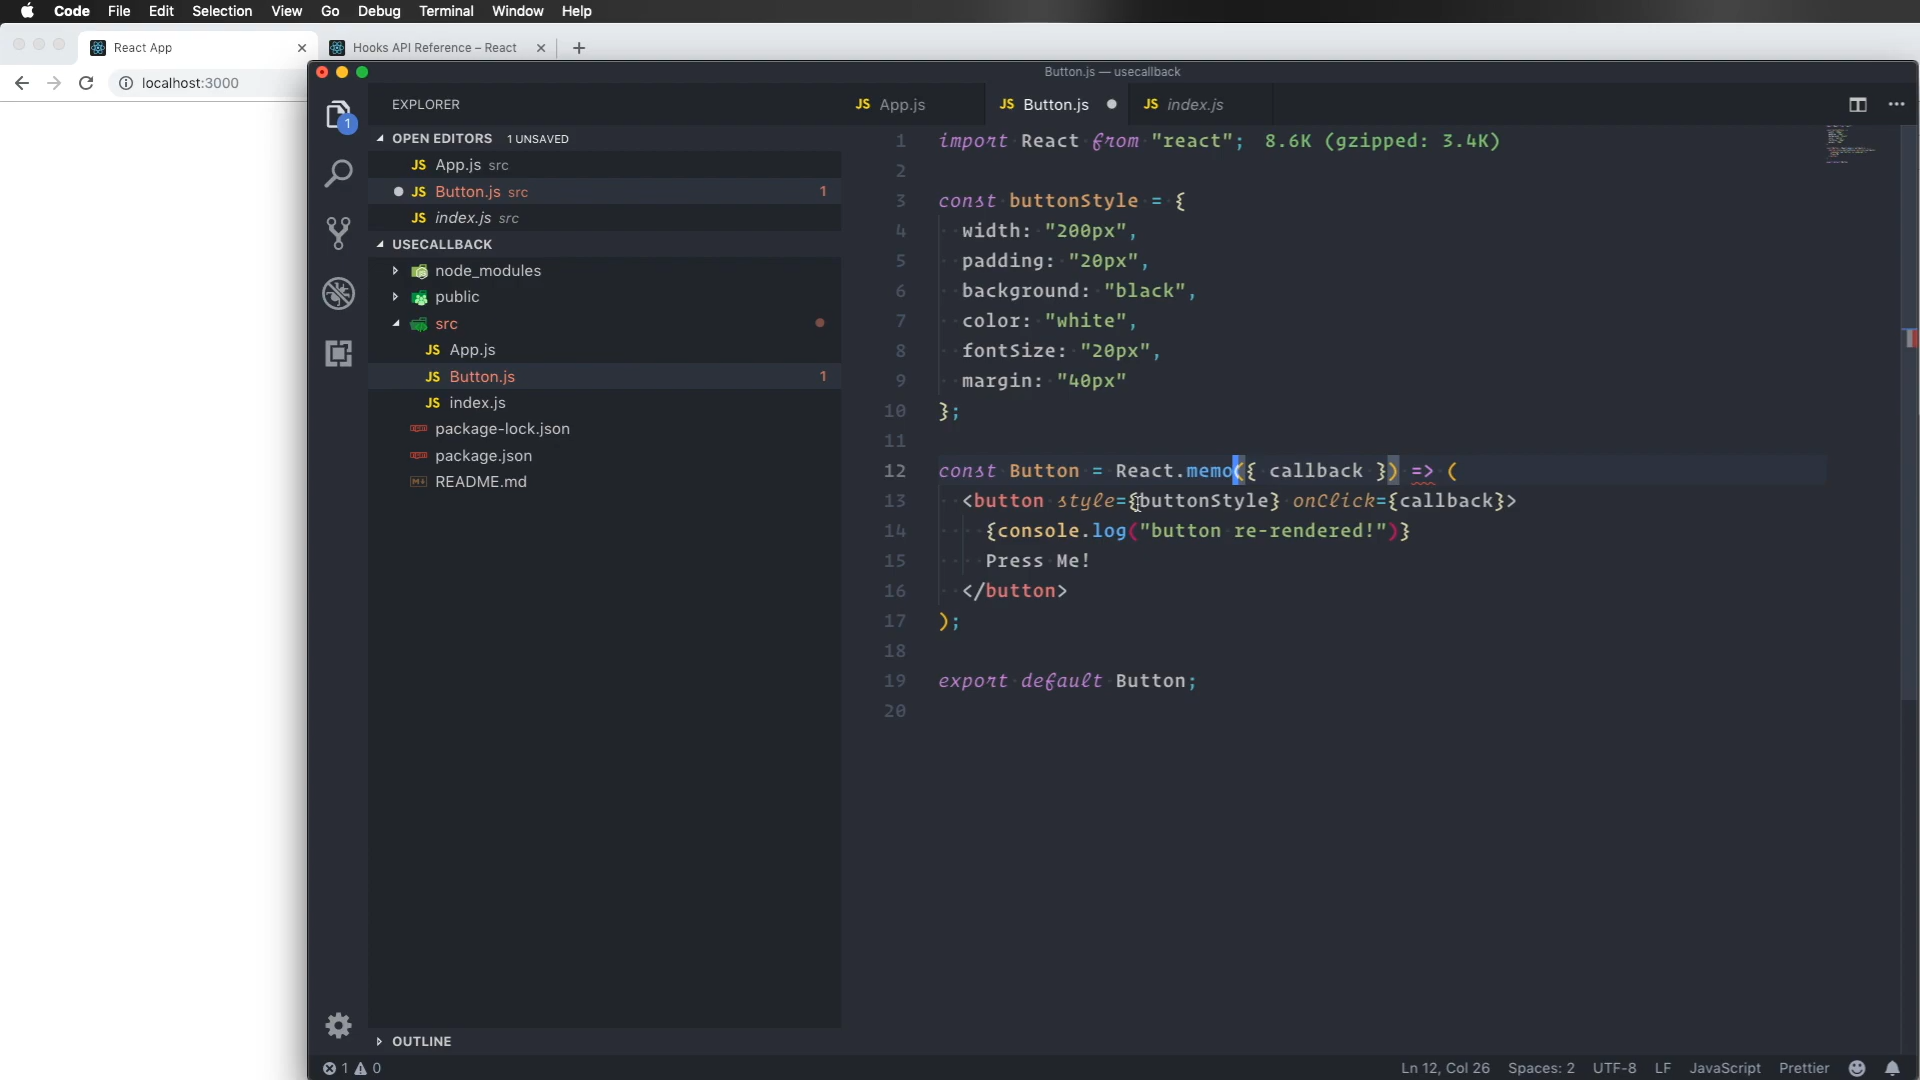 Code File Edit Selection View Go Debug Terminal Window Help
React App
Hooks API Reference – React
localhost:3000
Button.js — usecallback
EXPLORER
JS App.js
JS Button.js
JS index.js
OPEN EDITORS 1 UNSAVED
JS App.js src
JS Button.js src 1
JS index.js src
USECALLBACK
node_modules
public
src
JS App.js
JS Button.js 1
JS index.js
package-lock.json
package.json
README.md
OUTLINE
1
1 import React from "react"; 8.6K (gzipped: 3.4K)
2
3 const buttonStyle = {
4 width: "200px",
5 padding: "20px",
6 background: "black",
7 color: "white",
8 fontSize: "20px",
9 margin: "40px"
10 };
11
12 const Button = React.memo({ callback }) => (
13 <button style={buttonStyle} onClick={callback}>
14 {console.log("button re-rendered!")}
15 Press Me!
16 </button>
17 );
18
19 export default Button;
20
1 0
Ln 12, Col 26 Spaces: 2 UTF-8 LF JavaScript Prettier